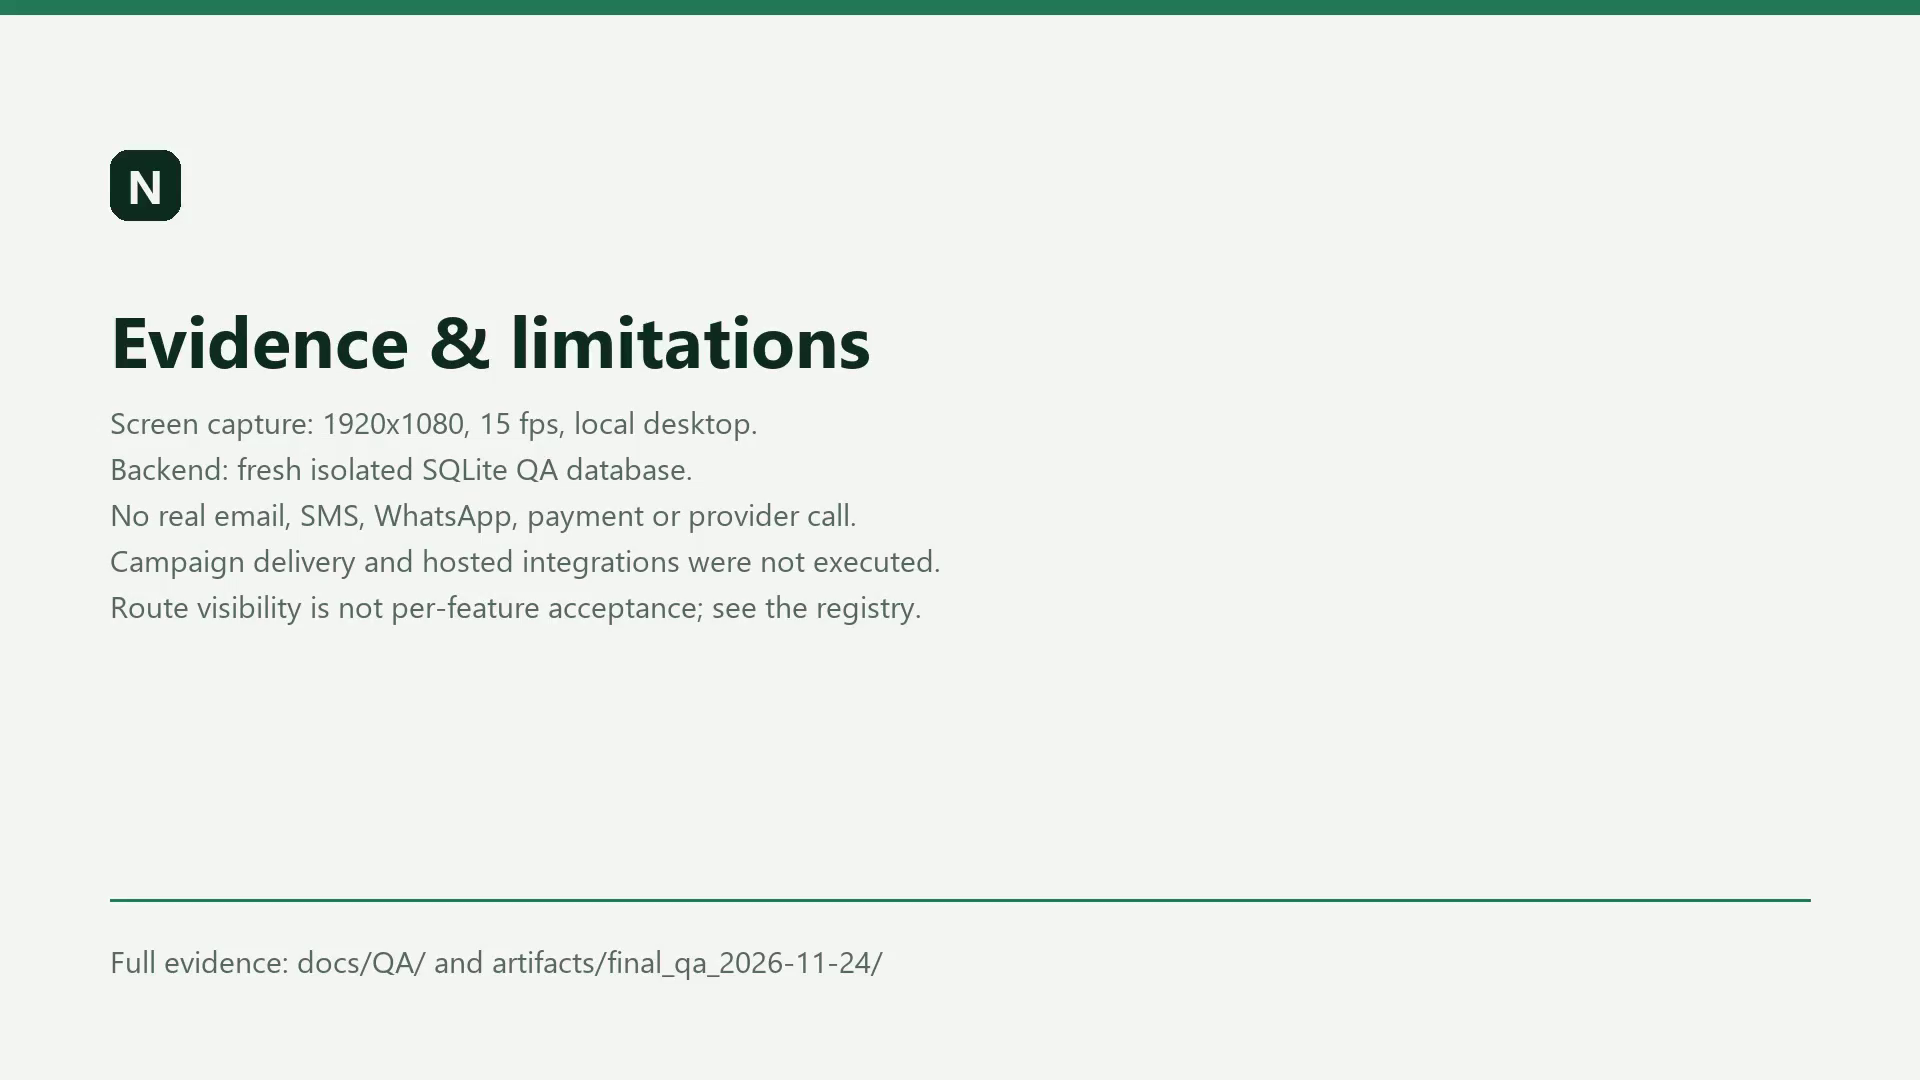 N
Evidence & limitations
Screen capture: 1920x1080, 15 fps, local desktop.
Backend: fresh isolated SQLite QA database.
No real email, SMS, WhatsApp, payment or provider call.
Campaign delivery and hosted integrations were not executed.
Route visibility is not per-feature acceptance; see the registry.
Full evidence: docs/QA/ and artifacts/final_qa_2026-11-24/